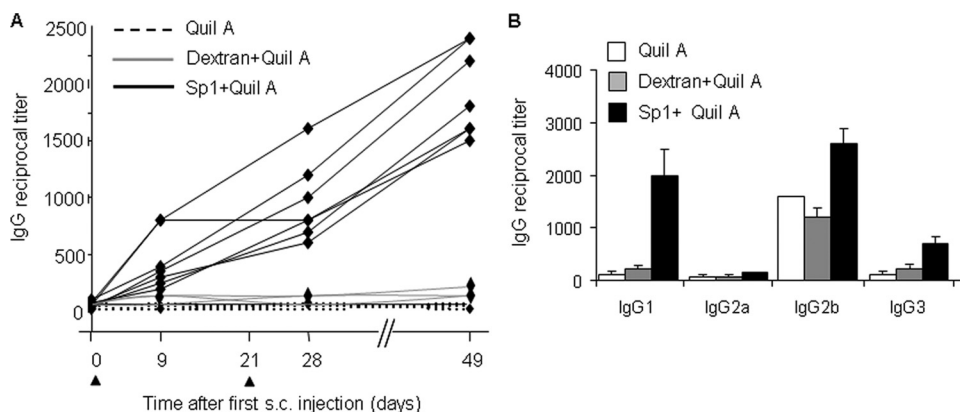 A
IgG reciprocal titer
2500
2000
1500
1000
500
0
Quil A
Dextran+Quil A
Sp1+Quil A
0 9 21 28 49
Time after first s.c. injection (days)
B
IgG reciprocal titer
4000
3000
2000
1000
0
Quil A
Dextran+Quil A
Sp1+ Quil A
IgG1 IgG2a IgG2b IgG3